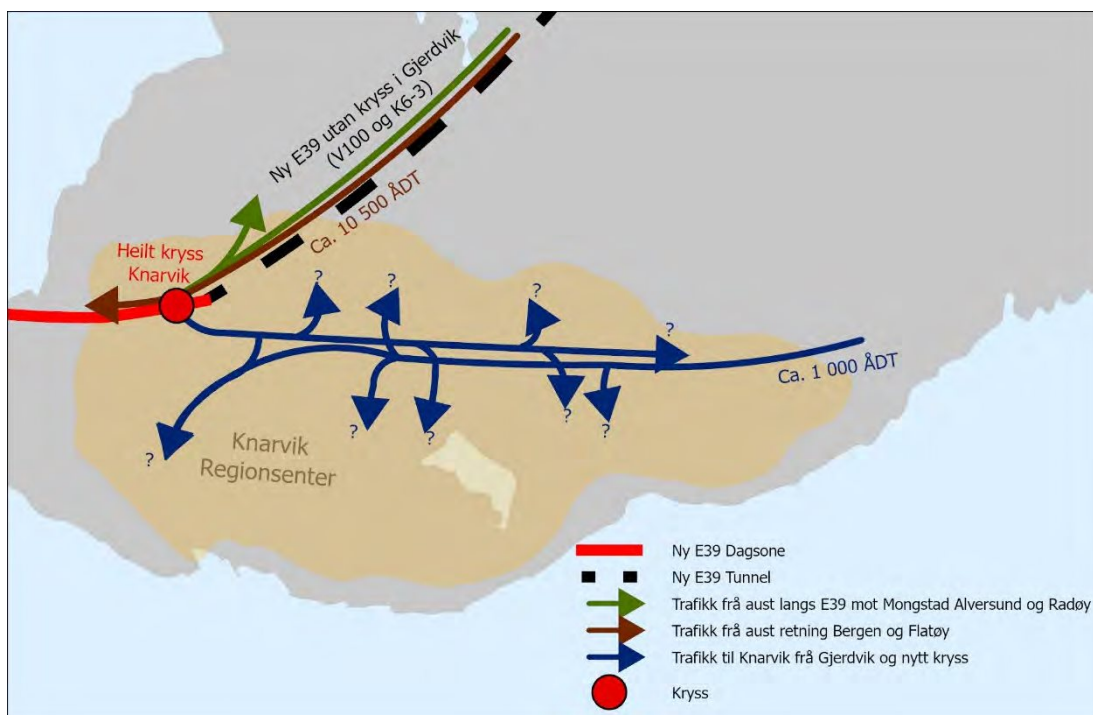 Ny E39 utan kryss i Gjerdvik
(V100 og K6-3)
Ca. 10 500 ÅDT
Heilt kryss
Knarvik
?
?
?
?
Ca. 1 000 ÅDT
?
?
?
?
?
Knarvik
Regionsenter
Ny E39 Dagsone
Ny E39 Tunnel
Trafikk frå aust langs E39 mot Mongstad Alversund og Radøy
Trafikk frå aust retning Bergen og Flatøy
Trafikk til Knarvik frå Gjerdvik og nytt kryss
Kryss